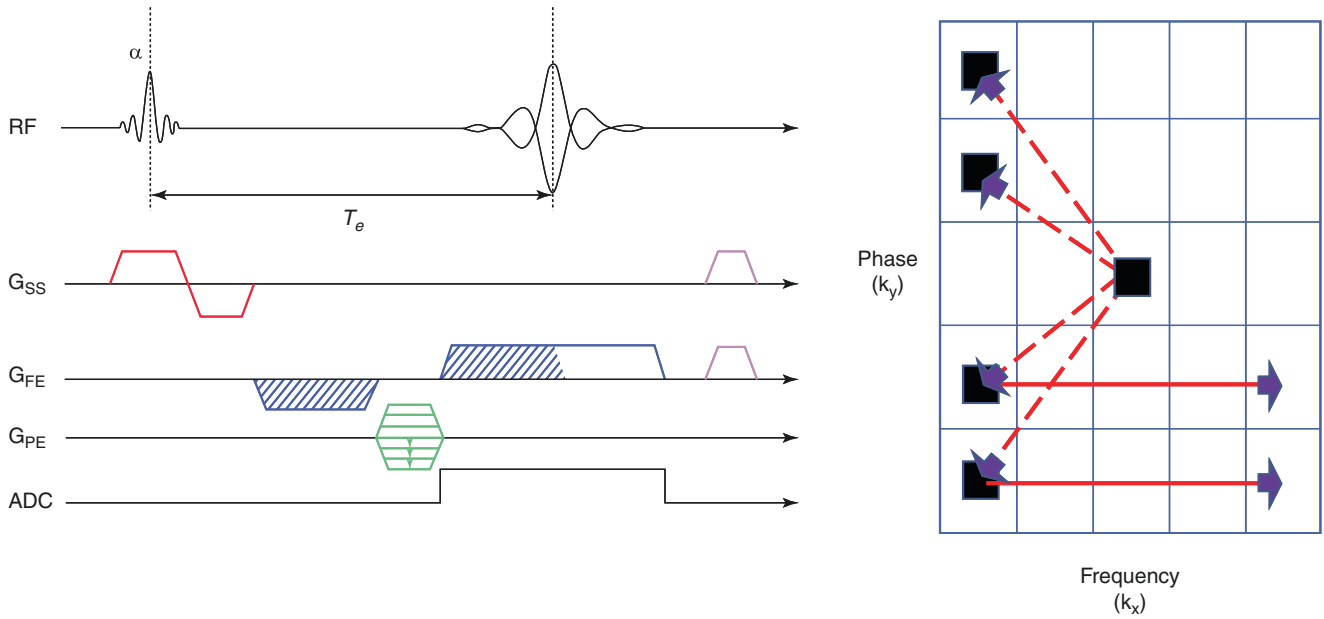 α
RF
Te
GSS
GFE
GPE
ADC
Phase
(ky)
Frequency
(kx)